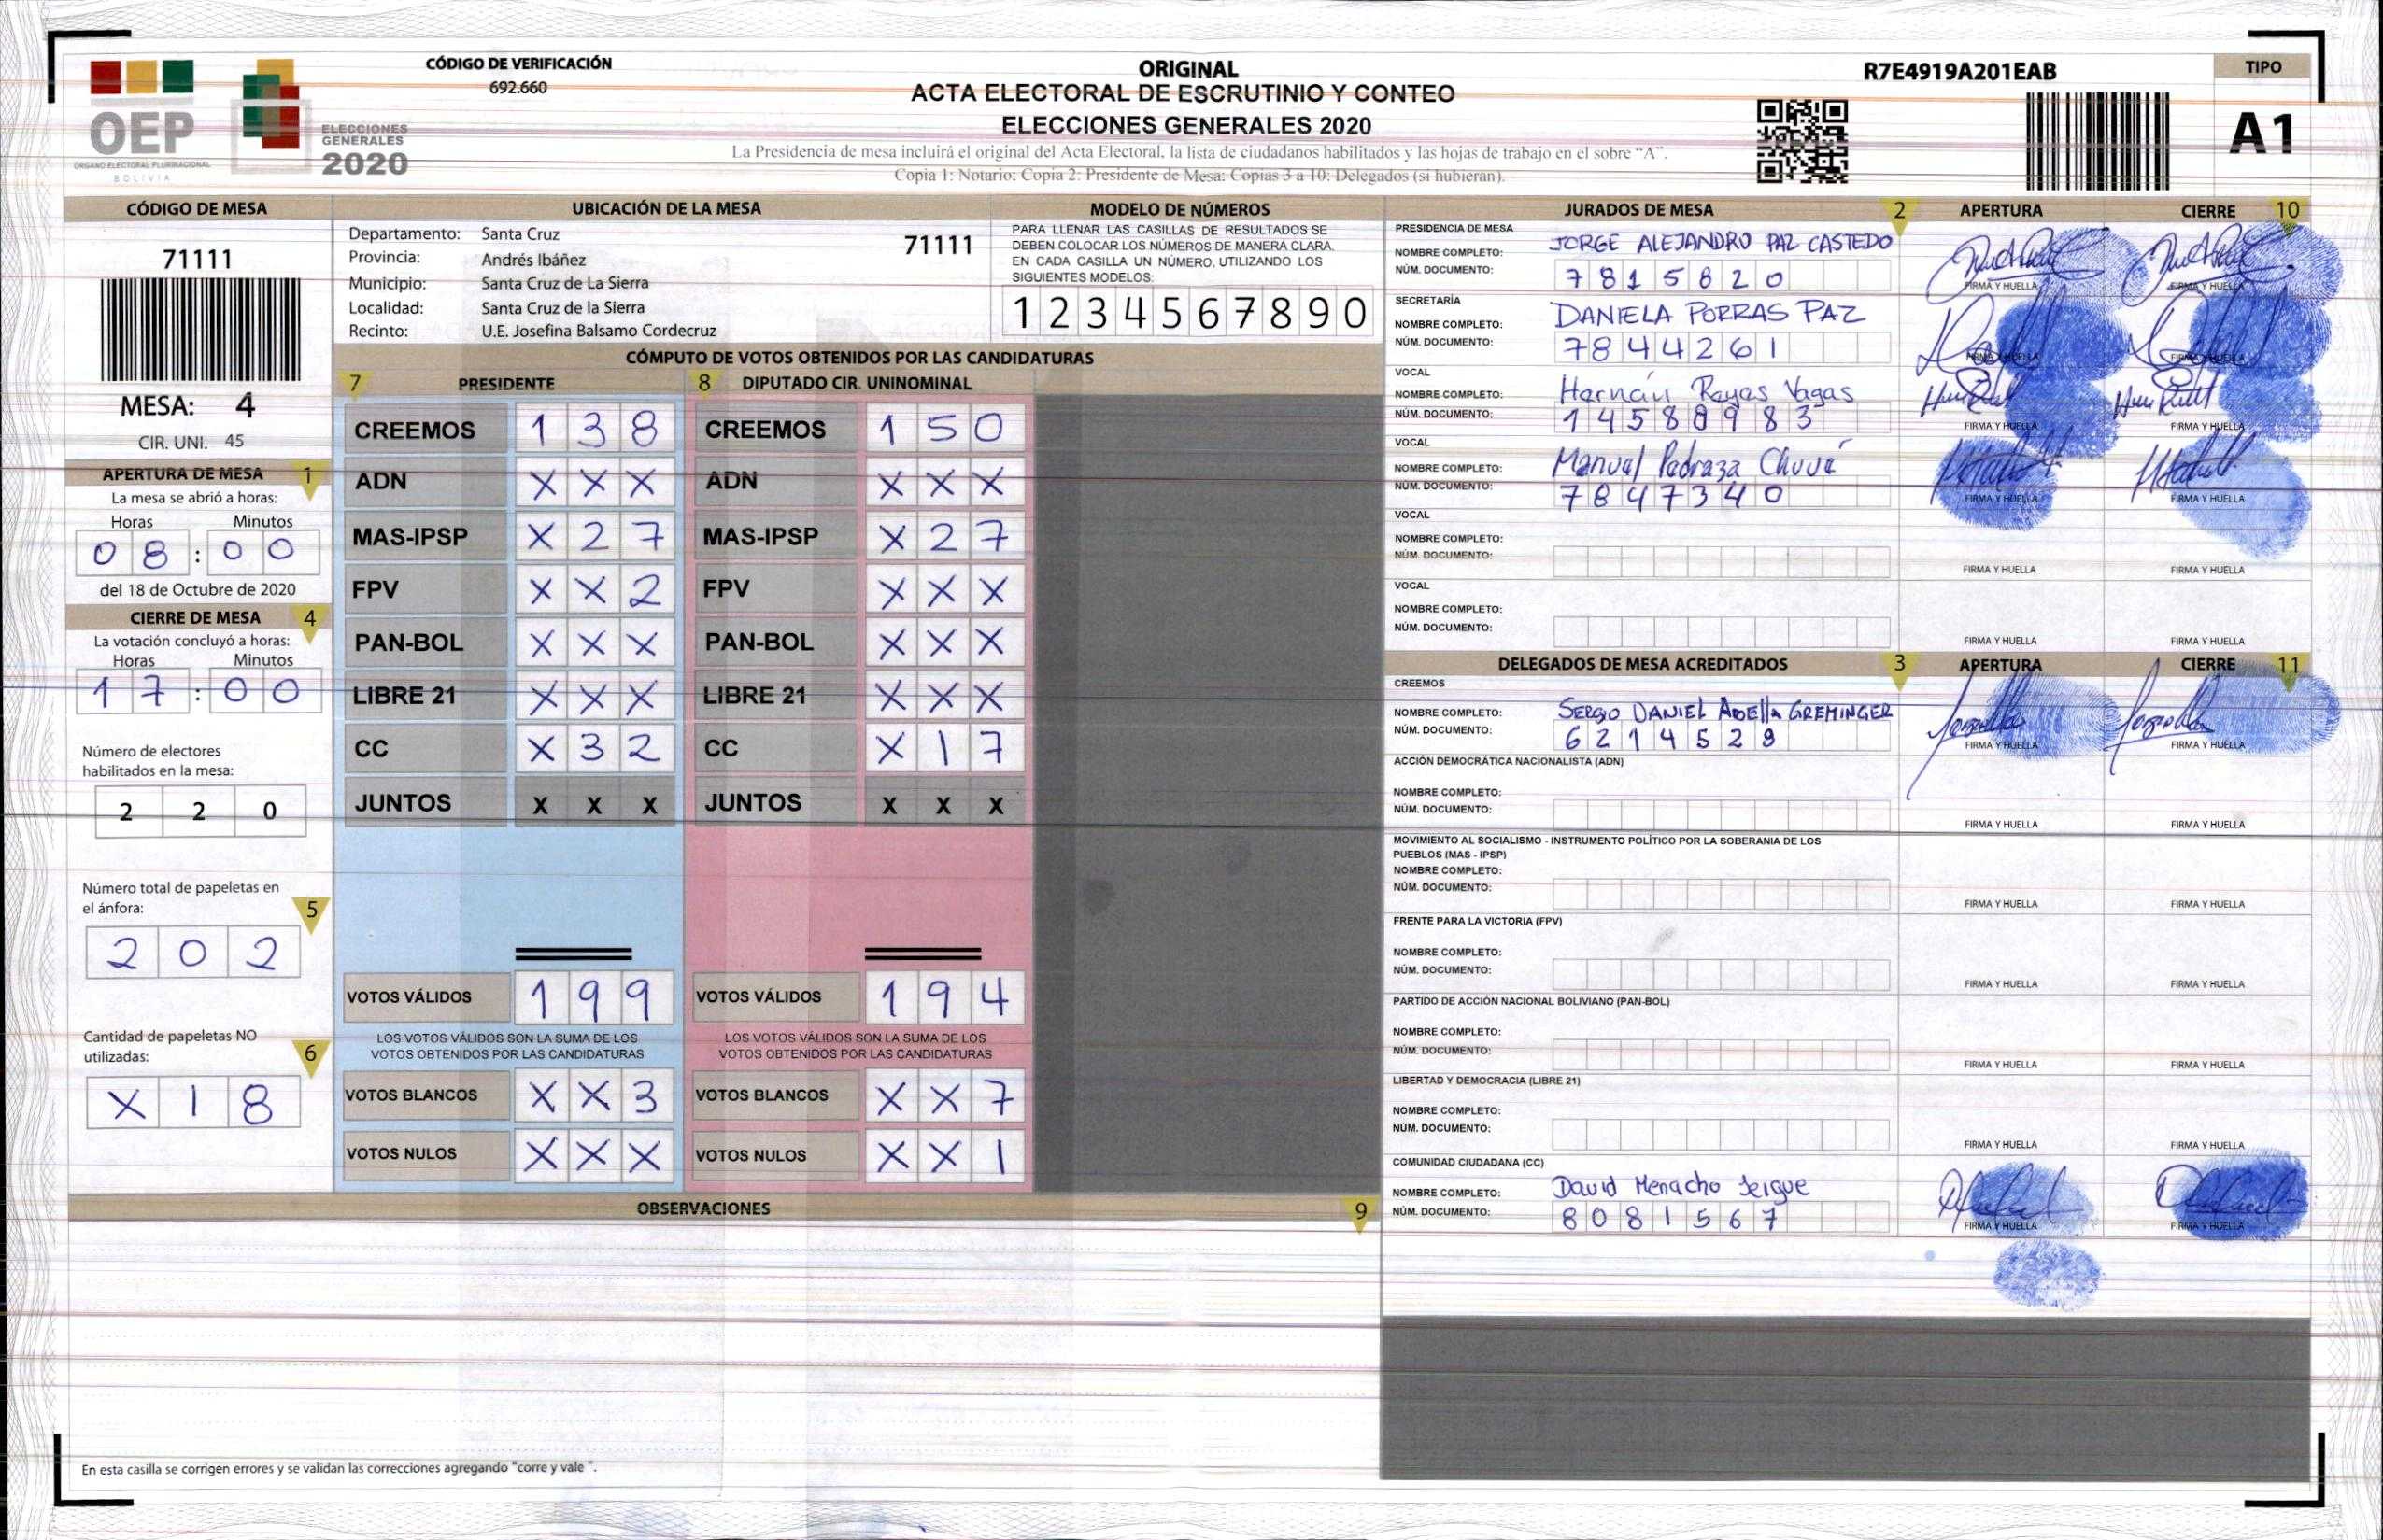 CÓDIGO DE VERIFICACIÓN
692.660
OEP
ÓRGANO ELECTORAL PLURINACIONAL
BOLIVIA
ELECCIONES
GENERALES
2020
ORIGINAL
ACTA ELECTORAL DE ESCRUTINIO Y CONTEO
ELECCIONES GENERALES 2020
La Presidencia de mesa incluirá el original del Acta Electoral, la lista de ciudadanos habilitados y las hojas de trabajo en el sobre "A".
Copia 1: Notario; Copia 2: Presidente de Mesa; Copias 3 a 10: Delegados (si hubieran).
R7E4919A201EAB
TIPO
A1
CÓDIGO DE MESA
71111
MESA: 4
CIR. UNI. 45
APERTURA DE MESA 1
La mesa se abrió a horas:
Horas Minutos
08 : 00
del 18 de Octubre de 2020
CIERRE DE MESA 4
La votación concluyó a horas:
Horas Minutos
17 : 00
Número de electores
habilitados en la mesa:
2 2 0
Número total de papeletas en
el ánfora: 5
2 0 2
Cantidad de papeletas NO
utilizadas: 6
X 1 8
UBICACIÓN DE LA MESA
Departamento: Santa Cruz
71111
Provincia: Andrés Ibáñez
Municipio: Santa Cruz de La Sierra
Localidad: Santa Cruz de la Sierra
Recinto: U.E. Josefina Balsamo Cordecruz
MODELO DE NÚMEROS
PARA LLENAR LAS CASILLAS DE RESULTADOS SE
DEBEN COLOCAR LOS NÚMEROS DE MANERA CLARA.
EN CADA CASILLA UN NÚMERO, UTILIZANDO LOS
SIGUIENTES MODELOS:
1 2 3 4 5 6 7 8 9 0
CÓMPUTO DE VOTOS OBTENIDOS POR LAS CANDIDATURAS
7 PRESIDENTE 8 DIPUTADO CIR. UNINOMINAL
CREEMOS 1 3 8 CREEMOS 1 5 0
ADN X X X ADN X X X
MAS-IPSP X 2 7 MAS-IPSP X 2 7
FPV X X 2 FPV X X X
PAN-BOL X X X PAN-BOL X X X
LIBRE 21 X X X LIBRE 21 X X X
CC X 3 2 CC X 1 7
JUNTOS X X X JUNTOS X X X
VOTOS VÁLIDOS 1 9 9 VOTOS VÁLIDOS 1 9 4
LOS VOTOS VÁLIDOS SON LA SUMA DE LOS LOS VOTOS VÁLIDOS SON LA SUMA DE LOS
VOTOS OBTENIDOS POR LAS CANDIDATURAS VOTOS OBTENIDOS POR LAS CANDIDATURAS
VOTOS BLANCOS X X 3 VOTOS BLANCOS X X 7
VOTOS NULOS X X X VOTOS NULOS X X 1
OBSERVACIONES 9
En esta casilla se corrigen errores y se validan las correcciones agregando "corre y vale ".
JURADOS DE MESA 2 APERTURA CIERRE 10
PRESIDENCIA DE MESA
NOMBRE COMPLETO: JORGE ALEJANDRO PAZ CASTEDO
NÚM. DOCUMENTO: 7815820
FIRMA Y HUELLA FIRMA Y HUELLA
SECRETARÍA
NOMBRE COMPLETO: DANIELA PORRAS PAZ
NÚM. DOCUMENTO: 7844261
FIRMA Y HUELLA FIRMA Y HUELLA
VOCAL
NOMBRE COMPLETO: Hernán Reyes Vagas
NÚM. DOCUMENTO: 14588983
FIRMA Y HUELLA FIRMA Y HUELLA
VOCAL
NOMBRE COMPLETO: Manuel Pedraza Chuvé
NÚM. DOCUMENTO: 7847340
FIRMA Y HUELLA FIRMA Y HUELLA
VOCAL
NOMBRE COMPLETO:
NÚM. DOCUMENTO:
FIRMA Y HUELLA FIRMA Y HUELLA
VOCAL
NOMBRE COMPLETO:
NÚM. DOCUMENTO:
FIRMA Y HUELLA FIRMA Y HUELLA
DELEGADOS DE MESA ACREDITADOS 3 APERTURA CIERRE 11
CREEMOS
NOMBRE COMPLETO: SERGIO DANIEL ABElla GREMINGER
NÚM. DOCUMENTO: 6214529
FIRMA Y HUELLA FIRMA Y HUELLA
ACCIÓN DEMOCRÁTICA NACIONALISTA (ADN)
NOMBRE COMPLETO:
NÚM. DOCUMENTO:
FIRMA Y HUELLA FIRMA Y HUELLA
MOVIMIENTO AL SOCIALISMO - INSTRUMENTO POLÍTICO POR LA SOBERANIA DE LOS
PUEBLOS (MAS - IPSP)
NOMBRE COMPLETO:
NÚM. DOCUMENTO:
FIRMA Y HUELLA FIRMA Y HUELLA
FRENTE PARA LA VICTORIA (FPV)
NOMBRE COMPLETO:
NÚM. DOCUMENTO:
FIRMA Y HUELLA FIRMA Y HUELLA
PARTIDO DE ACCIÓN NACIONAL BOLIVIANO (PAN-BOL)
NOMBRE COMPLETO:
NÚM. DOCUMENTO:
FIRMA Y HUELLA FIRMA Y HUELLA
LIBERTAD Y DEMOCRACIA (LIBRE 21)
NOMBRE COMPLETO:
NÚM. DOCUMENTO:
FIRMA Y HUELLA FIRMA Y HUELLA
COMUNIDAD CIUDADANA (CC)
NOMBRE COMPLETO: David Menacho
NÚM. DOCUMENTO: 8081567
FIRMA Y HUELLA FIRMA Y HUELLA